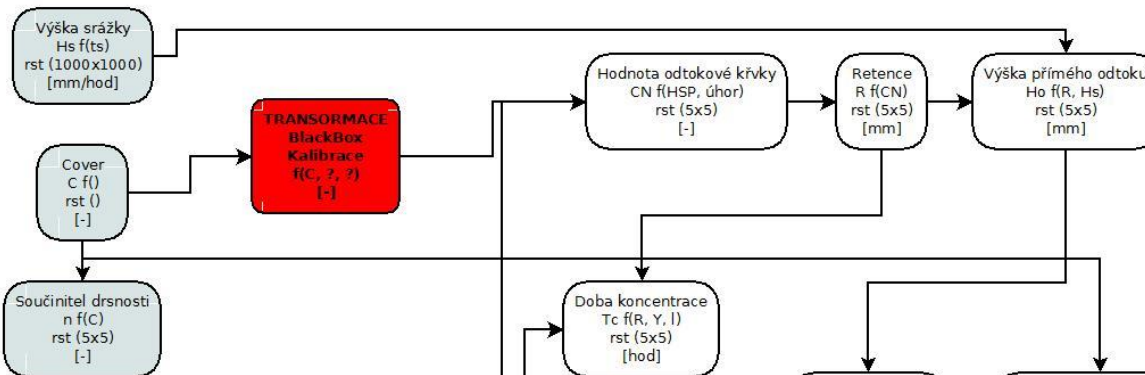 Výška srážky
Hs f(ts)
rst (1000x1000)
[mm/hod]
Hodnota odtokové křvky
CN f(HSP, úhor)
rst (5x5)
[-]
Retence
R f(CN)
rst (5x5)
[mm]
Výška přímého odtoku
Ho f(R, Hs)
rst (5x5)
[mm]
TRANSORMACE
BlackBox
Kalibrace
f(C, ?, ?)
[-]
Cover
C f()
rst ()
[-]
Součinitel drsnosti
n f(C)
rst (5x5)
[-]
Doba koncentrace
Tc f(R, Y, l)
rst (5x5)
[hod]